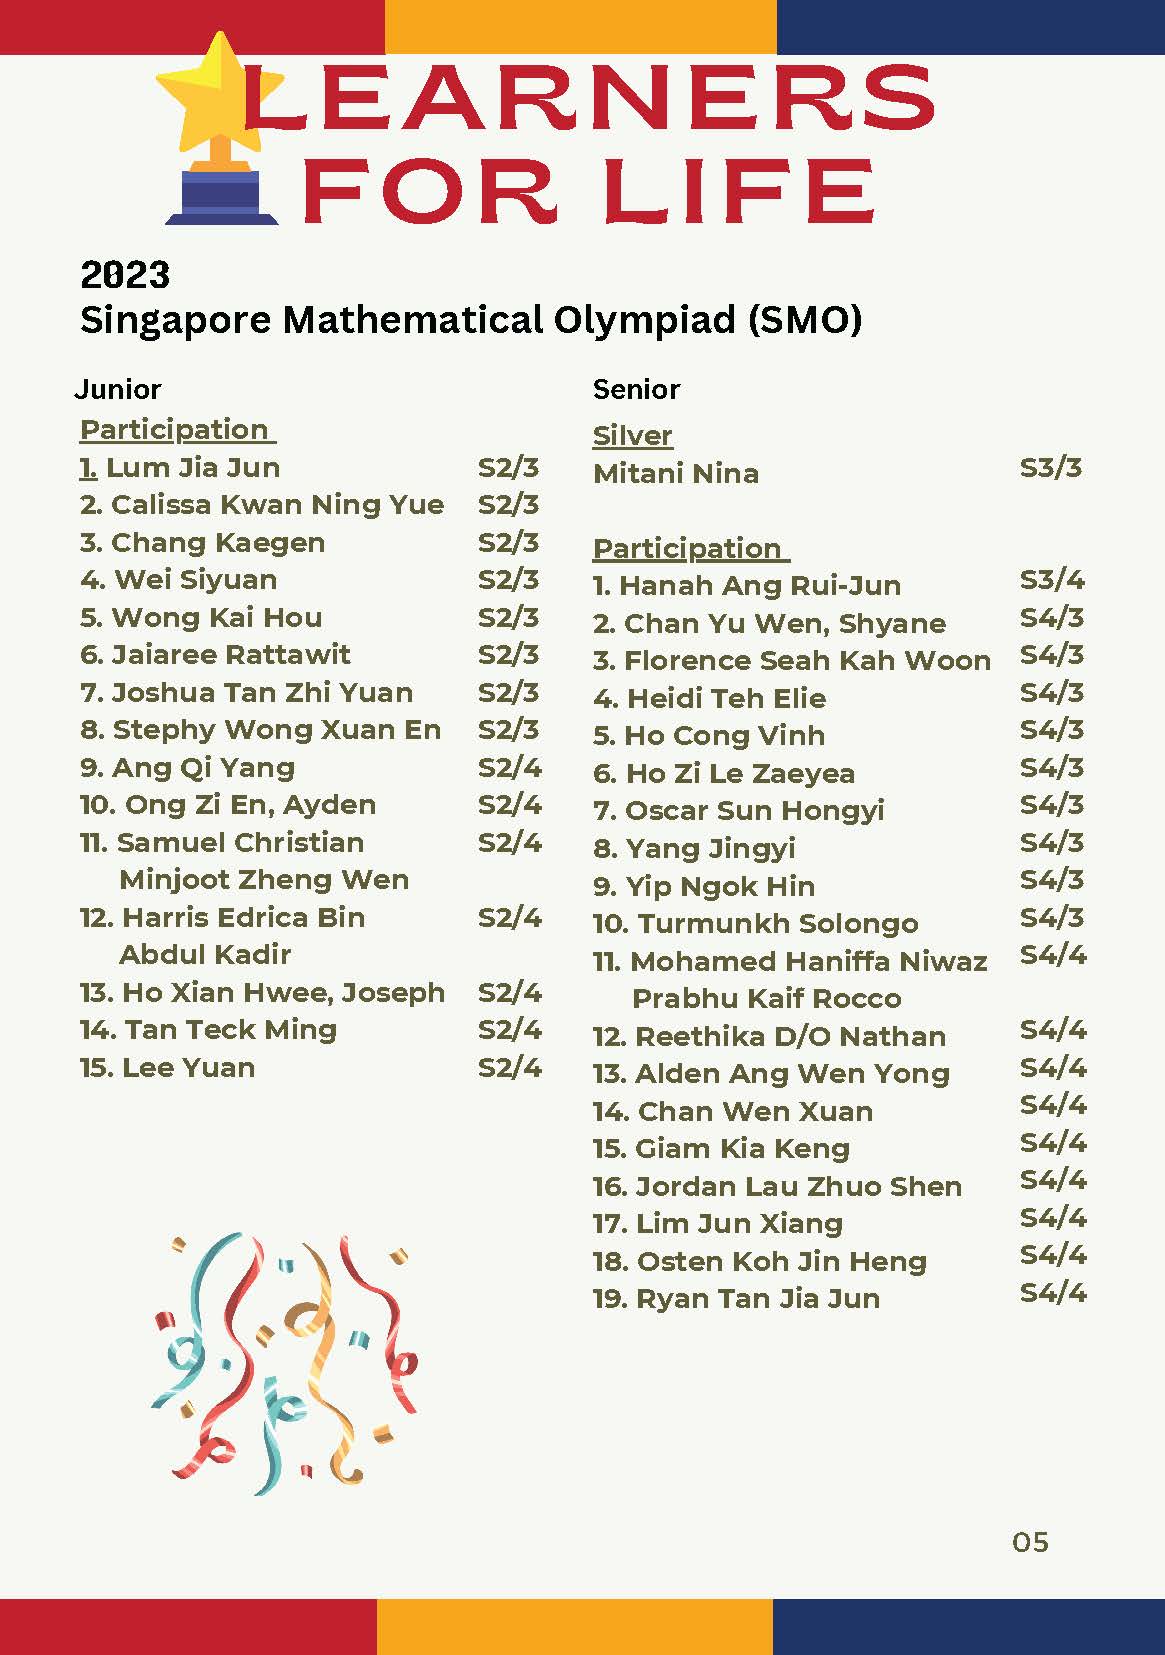 LEARNERS
FOR LIFE
2023
Singapore Mathematical Olympiad (SMO)
Junior
Participation
1. Lum Jia Jun S2/3
2. Calissa Kwan Ning Yue S2/3
3. Chang Kaegen S2/3
4. Wei Siyuan S2/3
5. Wong Kai Hou S2/3
6. Jaiaree Rattawit S2/3
7. Joshua Tan Zhi Yuan S2/3
8. Stephy Wong Xuan En S2/3
9. Ang Qi Yang S2/4
10. Ong Zi En, Ayden S2/4
11. Samuel Christian S2/4
Minjoot Zheng Wen
12. Harris Edrica Bin S2/4
Abdul Kadir
13. Ho Xian Hwee, Joseph S2/4
14. Tan Teck Ming S2/4
15. Lee Yuan S2/4
Senior
Silver
Mitani Nina S3/3
Participation
1. Hanah Ang Rui-Jun S3/4
2. Chan Yu Wen, Shyane S4/3
3. Florence Seah Kah Woon S4/3
4. Heidi Teh Elie S4/3
5. Ho Cong Vinh S4/3
6. Ho Zi Le Zaeyea S4/3
7. Oscar Sun Hongyi S4/3
8. Yang Jingyi S4/3
9. Yip Ngok Hin S4/3
10. Turmunkh Solongo S4/3
11. Mohamed Haniffa Niwaz S4/4
Prabhu Kaif Rocco
12. Reethika D/O Nathan S4/4
13. Alden Ang Wen Yong S4/4
14. Chan Wen Xuan S4/4
15. Giam Kia Keng S4/4
16. Jordan Lau Zhuo Shen S4/4
17. Lim Jun Xiang S4/4
18. Osten Koh Jin Heng S4/4
19. Ryan Tan Jia Jun S4/4
05